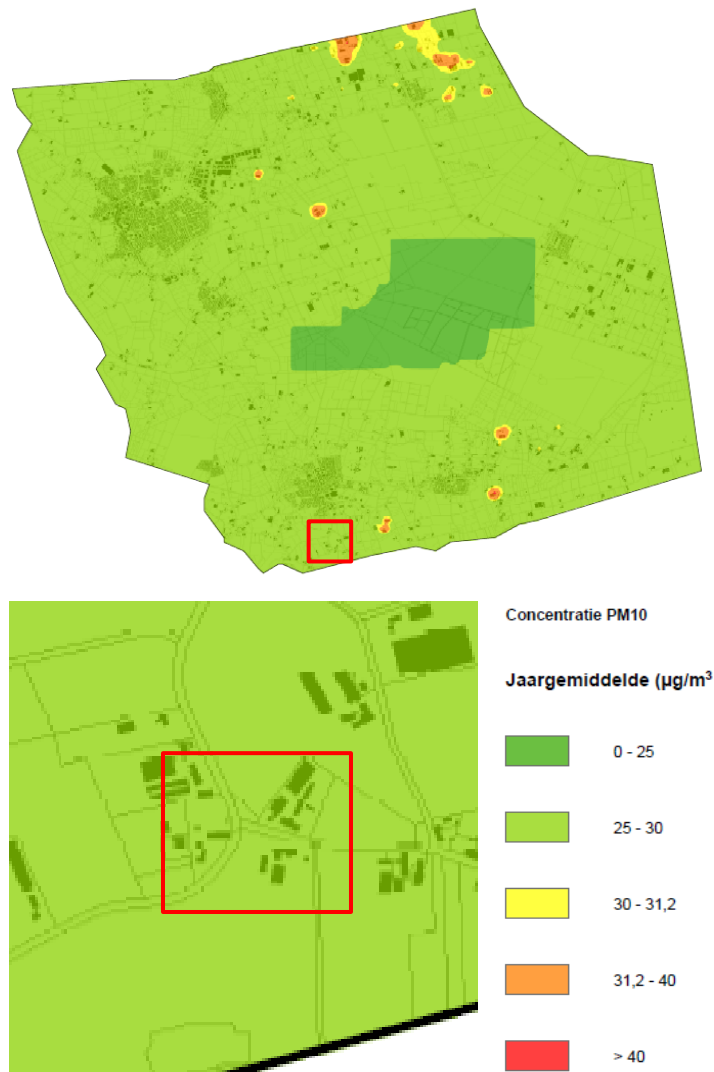 Concentratie PM10
Jaargemiddelde (µg/m³
0 - 25
25 - 30
30 - 31,2
31,2 - 40
> 40